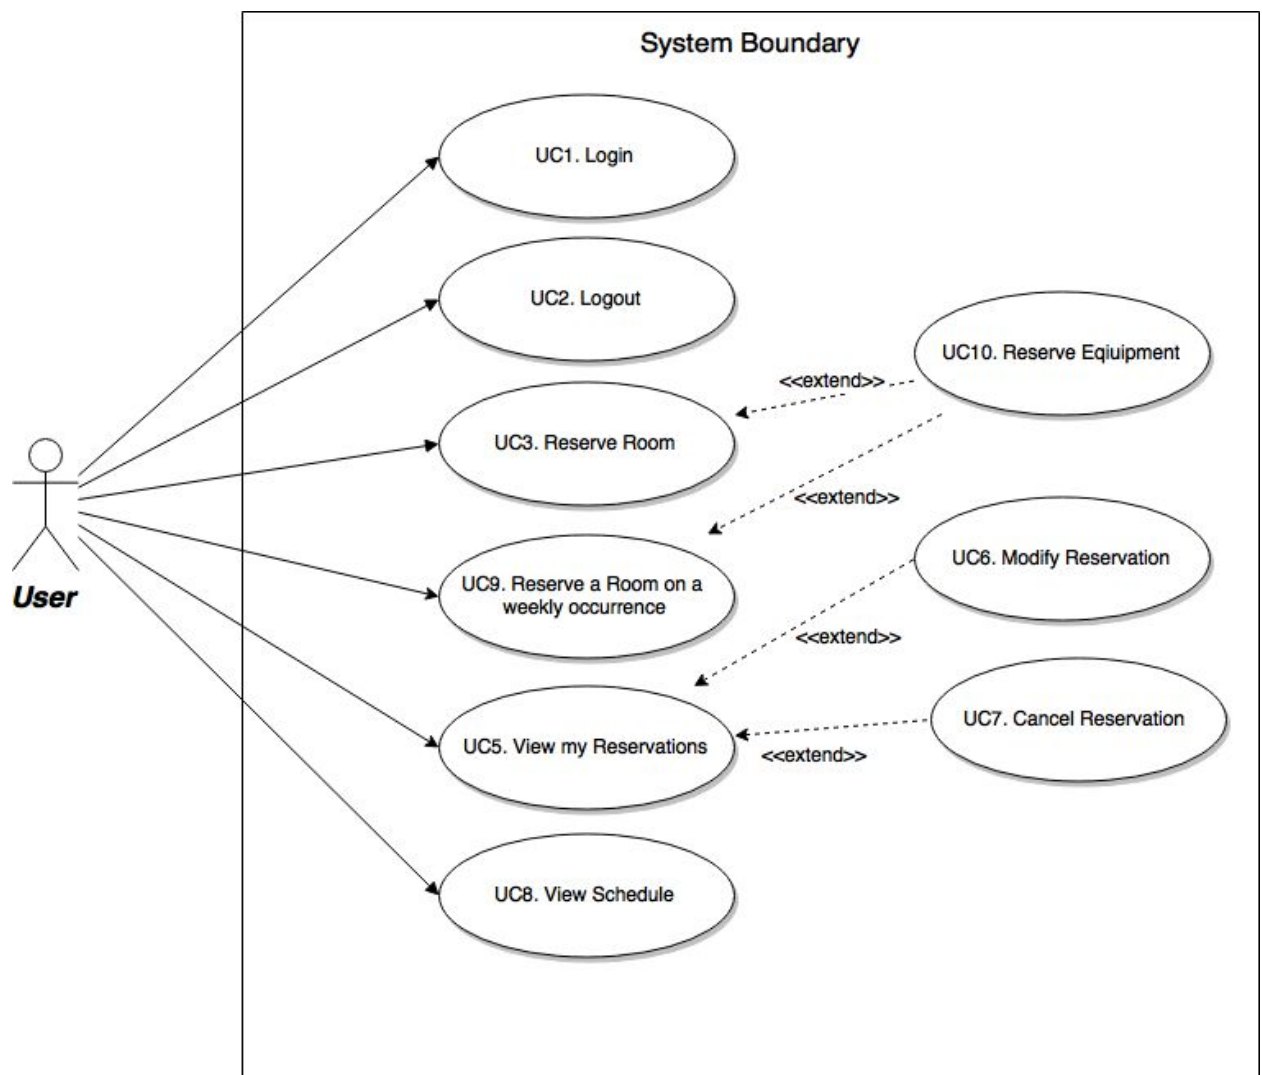 System Boundary
UC1. Login
UC2. Logout
UC10. Reserve Eqiuipment
<<extend>>
UC3. Reserve Room
<<extend>>
UC6. Modify Reservation
UC9. Reserve a Room on a
weekly occurrence
User
<<extend>>
UC7. Cancel Reservation
UC5. View my Reservations
<<extend>>
UC8. View Schedule